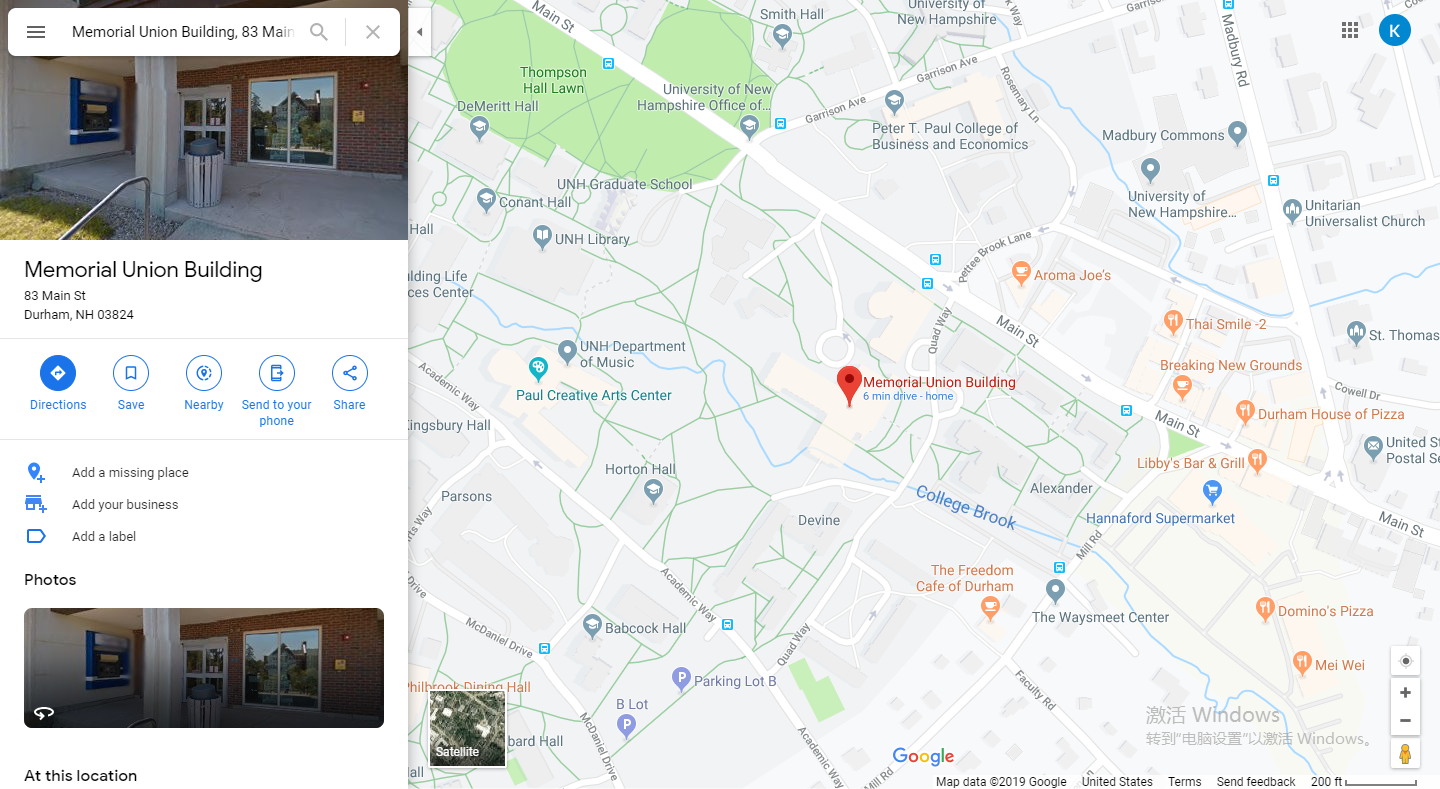 Memorial Union Building, 83 Main
Memorial Union Building
83 Main St
Durham, NH 03824
Directions
Save
Nearby
Send to your
phone
Share
Add a missing place
Add your business
Add a label
Photos
At this location
Main St
Smith Hall
University of
New Hampshire
Thompson
Hall Lawn
DeMeritt Hall
University of New
Hampshire Office of...
Garrison Ave
Garrison Ave
Rosemary Ln
Madbury Rd
Peter T. Paul College of
Business and Economics
Madbury Commons
University of
New Hampshire...
Unitarian
Universalist Church
UNH Graduate School
Conant Hall
Hall
UNH Library
Pettee Brook Lane
Aroma Joe's
Quad Way
Main St
Thai Smile -2
St. Thomas
Breaking New Grounds
UNH Department
of Music
Paul Creative Arts Center
Memorial Union Building
6 min drive - home
Cowell Dr
Durham House of Pizza
Main St
Libby's Bar & Grill
United St
Postal Se
Kingsbury Hall
Horton Hall
Parsons
Devine
College Brook
Alexander
Hannaford Supermarket
Main St
Mill Rd
The Freedom
Cafe of Durham
The Waysmeet Center
Domino's Pizza
Academic Way
McDaniel Drive
Babcock Hall
Quad Way
Mei Wei
Philbrook Dining Hall
Parking Lot B
B Lot
Faculty Rd
McDaniel Drive
Academic Way
Mill Rd
bard Hall
Satellite
激活 Windows
转到"电脑设置"以激活 Windows。
Google
Map data ©2019 Google
United States
Terms
Send feedback
200 ft
K